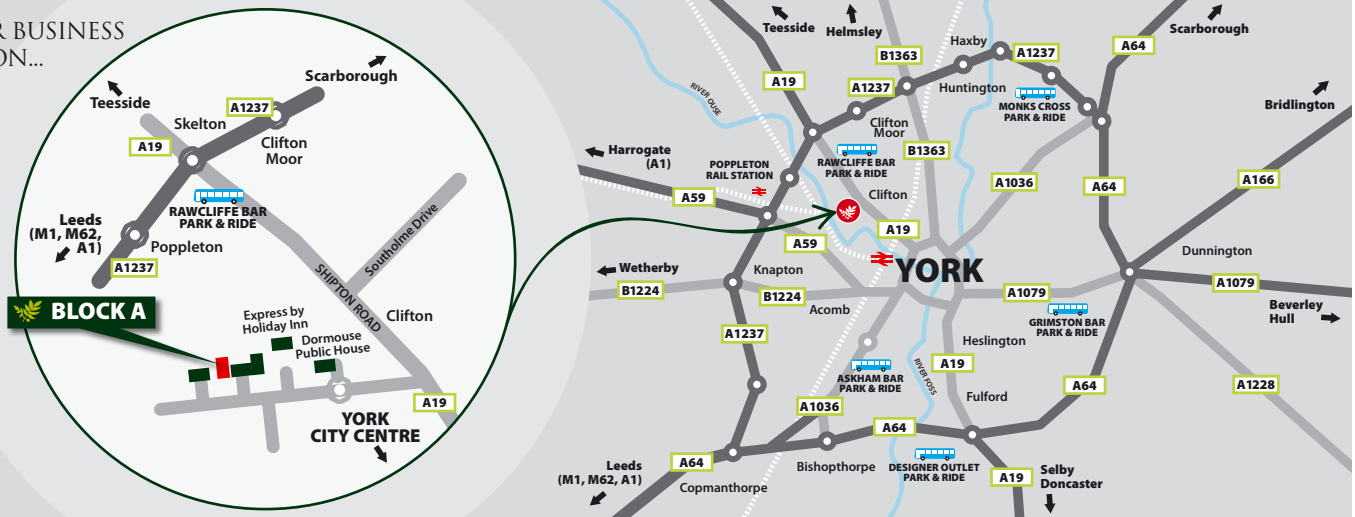 R BUSINESS
ON...
Scarborough
Teesside
A1237
Skelton
A19
Clifton
Moor
RAWCLIFFE BAR
PARK & RIDE
Leeds
(M1, M62,
A1)
Poppleton
A1237
Southolme Drive
SHIPTON ROAD
BLOCK A
Clifton
Express by
Holiday Inn
Dormouse
Public House
A19
YORK
CITY CENTRE
Teesside
Helmsley
Scarborough
Haxby
A64
A1237
B1363
A19
A1237
Huntington
MONKS CROSS
PARK & RIDE
Bridlington
RIVER OUSE
Clifton
Moor
Harrogate
(A1)
POPPLETON
RAIL STATION
RAWCLIFFE BAR
PARK & RIDE
B1363
A1036
A64
A166
A59
Clifton
A19
A59
Dunnington
Wetherby
Knapton
YORK
B1224
B1224
Acomb
A1079
A1079
Beverley
Hull
GRIMSTON BAR
PARK & RIDE
A1237
Heslington
A19
ASKHAM BAR
PARK & RIDE
RIVER FOSS
A64
A1228
Fulford
A1036
A64
Leeds
(M1, M62, A1)
A64
Bishopthorpe
DESIGNER OUTLET
PARK & RIDE
A19
Selby
Doncaster
Copmanthorpe